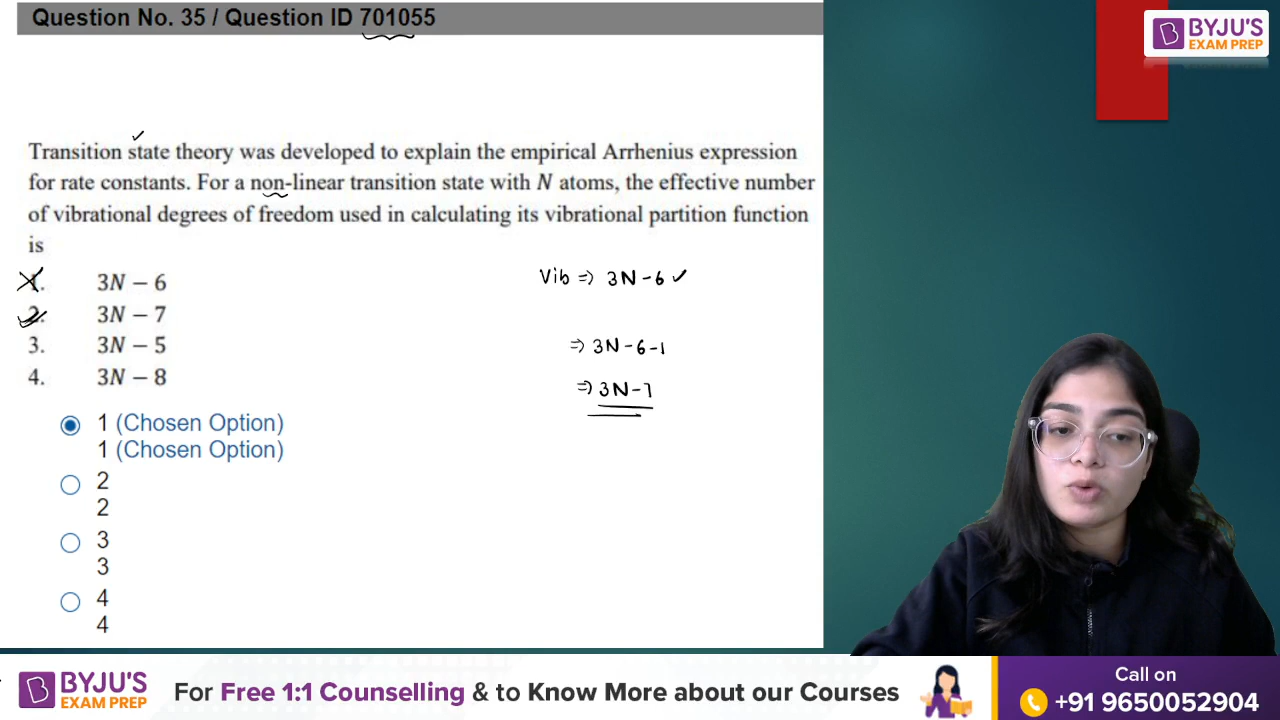 Question No. 35 / Question ID 701055
BYJU'S
EXAM PREP
Transition state theory was developed to explain the empirical Arrhenius expression
for rate constants. For a non-linear transition state with N atoms, the effective number
of vibrational degrees of freedom used in calculating its vibrational partition function
is
1. 3N – 6
2. 3N – 7
3. 3N – 5
4. 3N – 8
Vib ⇒ 3N-6 ✓
⇒ 3N-6-1
⇒ 3N-7
1 (Chosen Option)
1 (Chosen Option)
2
2
3
3
4
4
BYJU'S
EXAM PREP
For Free 1:1 Counselling & to Know More about our Courses
Call on
+91 9650052904